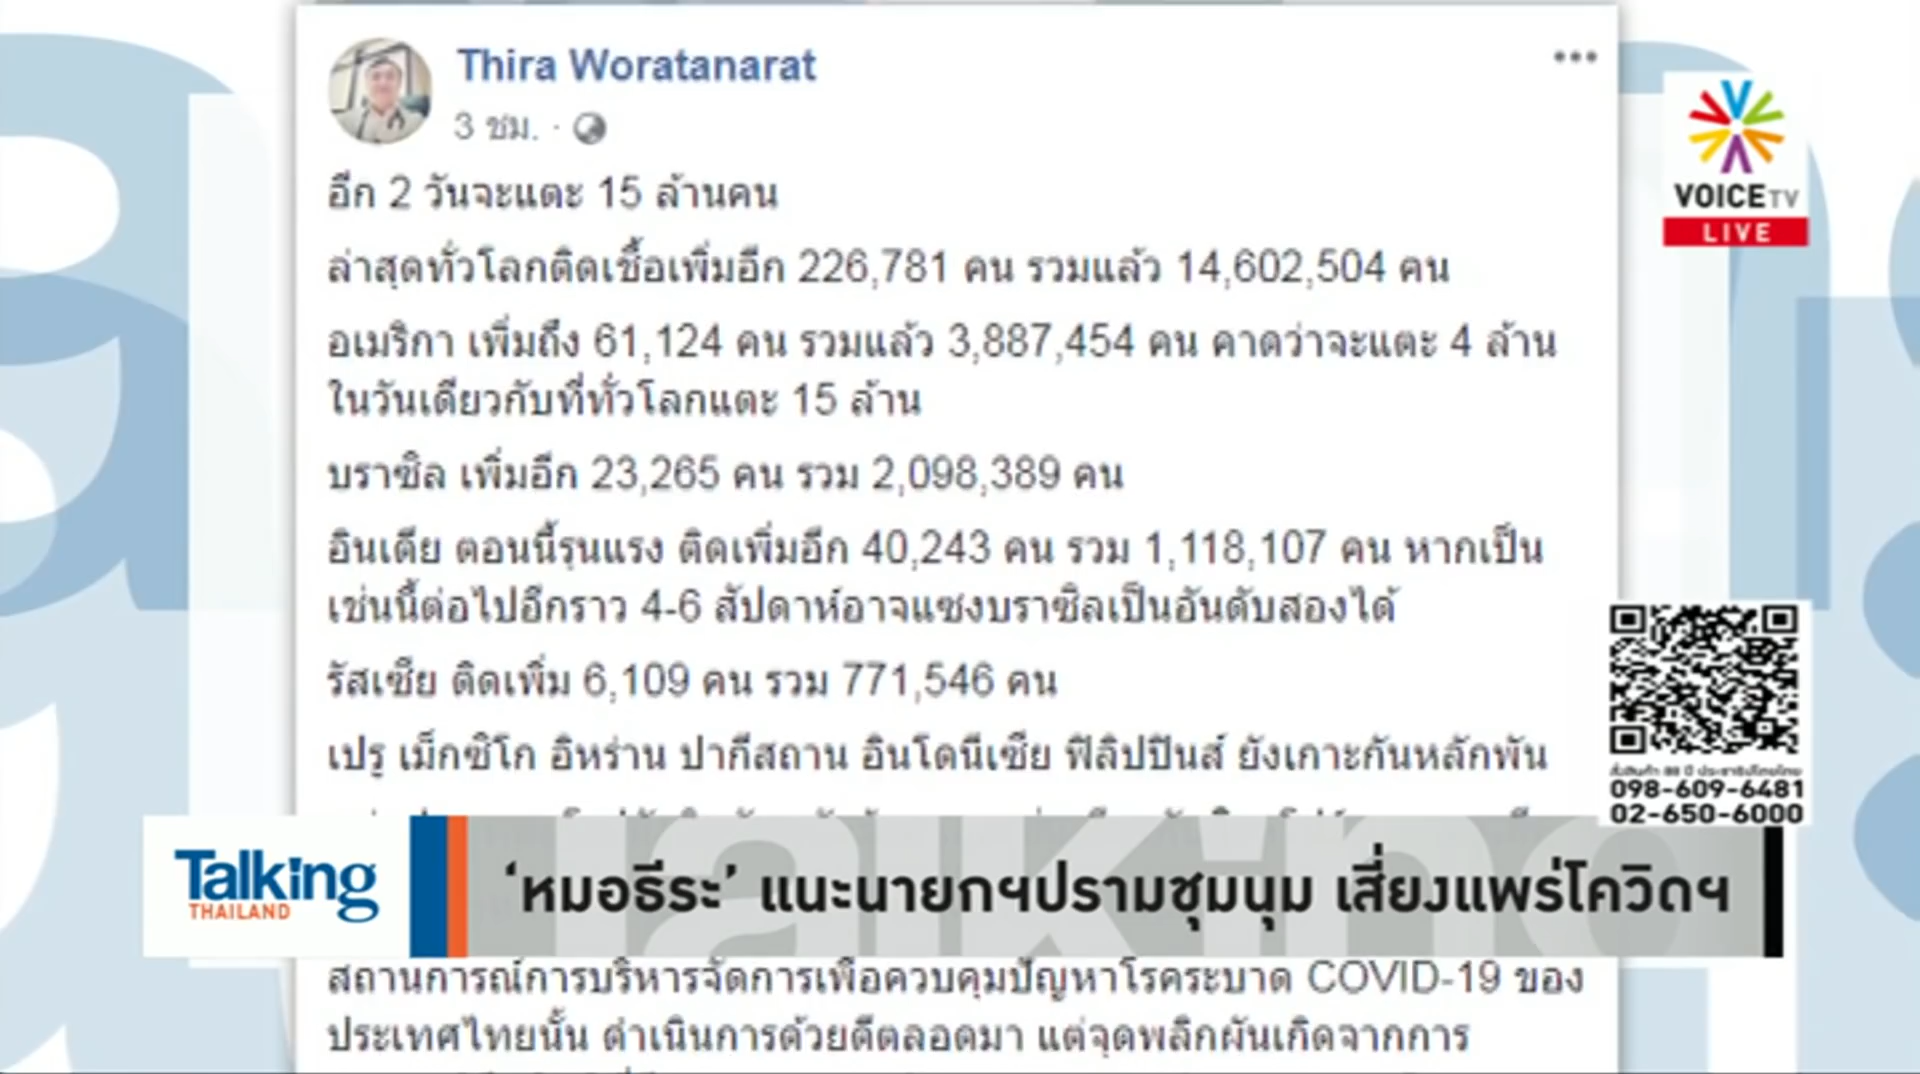 Thira Woratanarat
3 ชม. ·
อีก 2 วันจะแตะ 15 ล้านคน
ล่าสุดทั่วโลกติดเชื้อเพิ่มอีก 226,781 คน รวมแล้ว 14,602,504 คน
อเมริกา เพิ่มถึง 61,124 คน รวมแล้ว 3,887,454 คน คาดว่าจะแตะ 4 ล้าน
ในวันเดียวกับที่ทั่วโลกแตะ 15 ล้าน
บราซิล เพิ่มอีก 23,265 คน รวม 2,098,389 คน
อินเดีย ตอนนี้รุนแรง ติดเพิ่มอีก 40,243 คน รวม 1,118,107 คน หากเป็น
เช่นนี้ต่อไปอีกราว 4-6 สัปดาห์อาจแซงบราซิลเป็นอันดับสองได้
รัสเซีย ติดเพิ่ม 6,109 คน รวม 771,546 คน
เปรู เม็กซิโก อิหร่าน ปากีสถาน อินโดนีเซีย ฟิลิปปินส์ ยังเกาะกันหลักพัน
สถานการณ์การบริหารจัดการเพื่อควบคุมปัญหาโรคระบาด COVID-19 ของ
ประเทศไทยนั้น ดำเนินการด้วยดีตลอดมา แต่จุดพลิกผันเกิดจากการ
VOICE TV
LIVE
098-609-6481
02-650-6000
Talking
THAILAND
'หมอธีระ' แนะนายกฯปรามชุมนุม เสี่ยงแพร่โควิดฯ